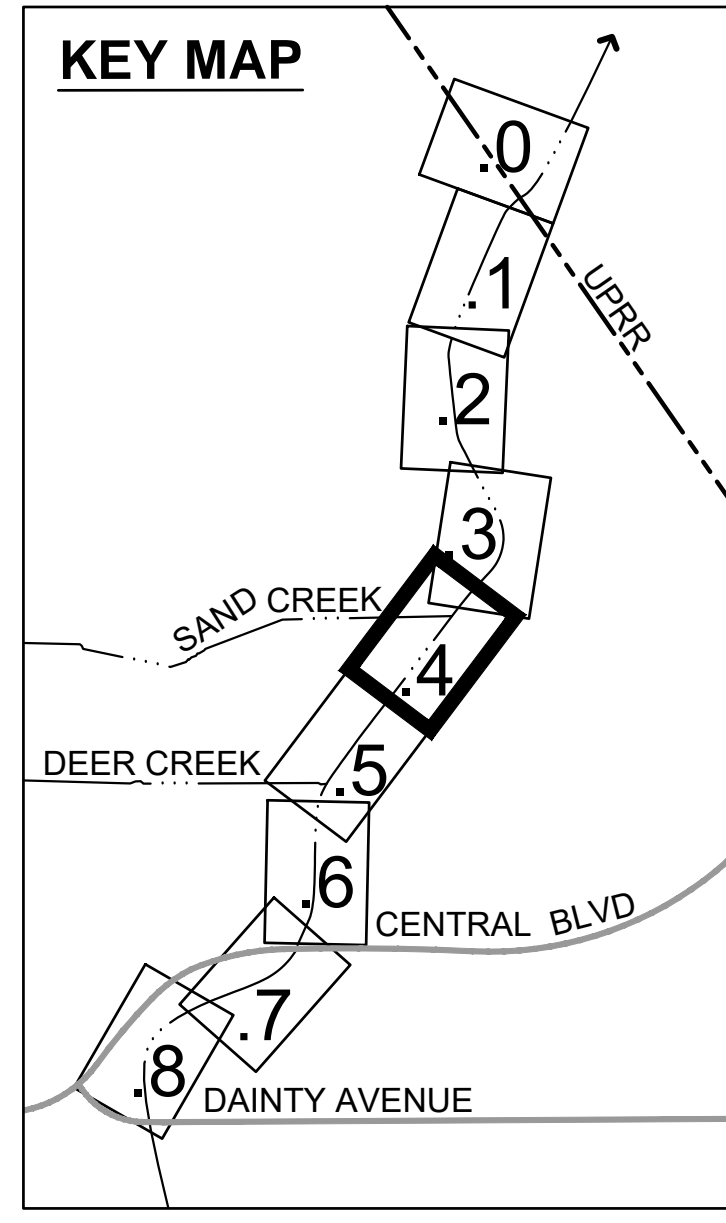 KEY MAP
.0
.1
UPRR
.2
.3
SAND CREEK
.4
DEER CREEK
.5
.6
CENTRAL BLVD
.7
.8
DAINTY AVENUE